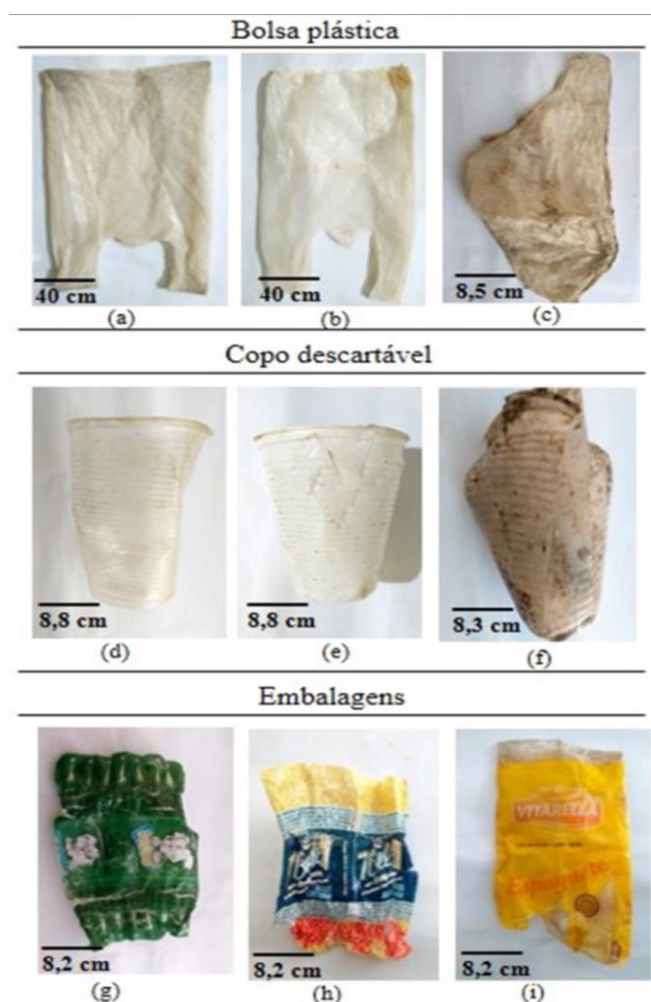 Bolsa plástica
40 cm
40 cm
8,5 cm
(a)
(b)
(c)
Copo descartável
8,8 cm
8,8 cm
8,3 cm
(d)
(e)
(f)
Embalagens
VITARELLA
Espaguete
8,2 cm
8,2 cm
8,2 cm
(g)
(h)
(i)